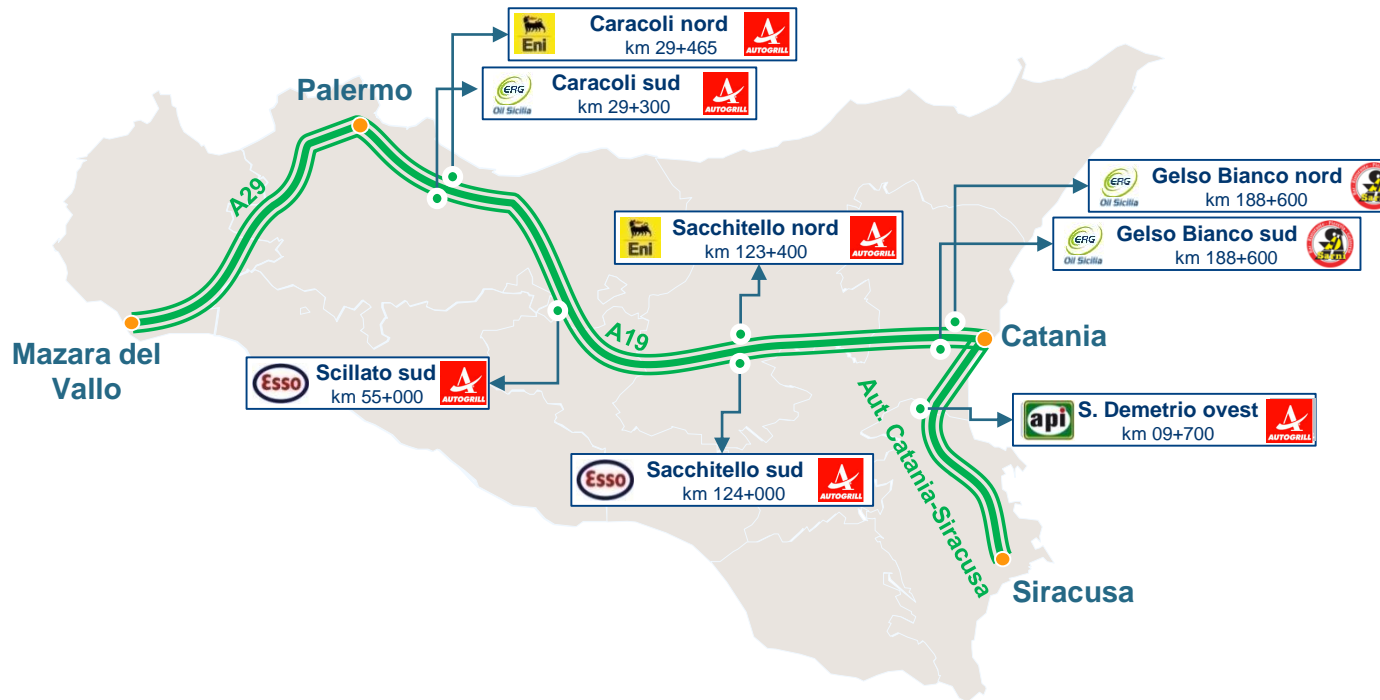 Eni
Caracoli nord
km 29+465
AUTOGRILL
ERG
Oil Sicilia
Caracoli sud
km 29+300
AUTOGRILL
Palermo
A29
ERG
Oil Sicilia
Gelso Bianco nord
km 188+600
Eni
Sacchitello nord
km 123+400
AUTOGRILL
ERG
Oil Sicilia
Gelso Bianco sud
km 188+600
Sarni
A19
Catania
Mazara del
Vallo
Esso
Scillato sud
km 55+000
AUTOGRILL
Aut. Catania-Siracusa
api
S. Demetrio ovest
km 09+700
AUTOGRILL
Esso
Sacchitello sud
km 124+000
AUTOGRILL
Siracusa